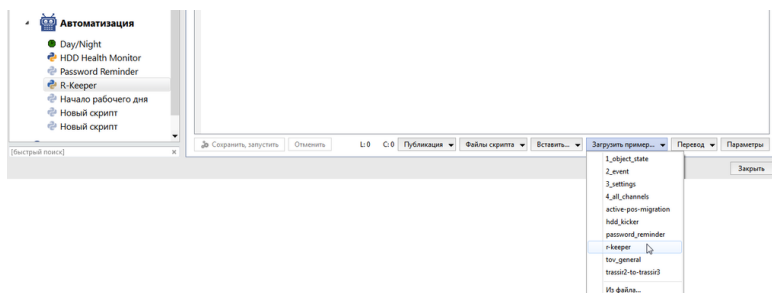 Автоматизация
Day/Night
HDD Health Monitor
Password Reminder
R-Keeper
Начало рабочего дня
Новый скрипт
Новый скрипт
[быстрый поиск]
Сохранить, запустить Отменить L: 0 C: 0 Публикация Файлы скрипта Вставить... Загрузить пример... Перевод Параметры
Закрыть
1_object_state
2_event
3_settings
4_all_channels
active-pos-migration
hdd_kicker
password_reminder
r-keeper
tov_general
trassir2-to-trassir3
Из файла...